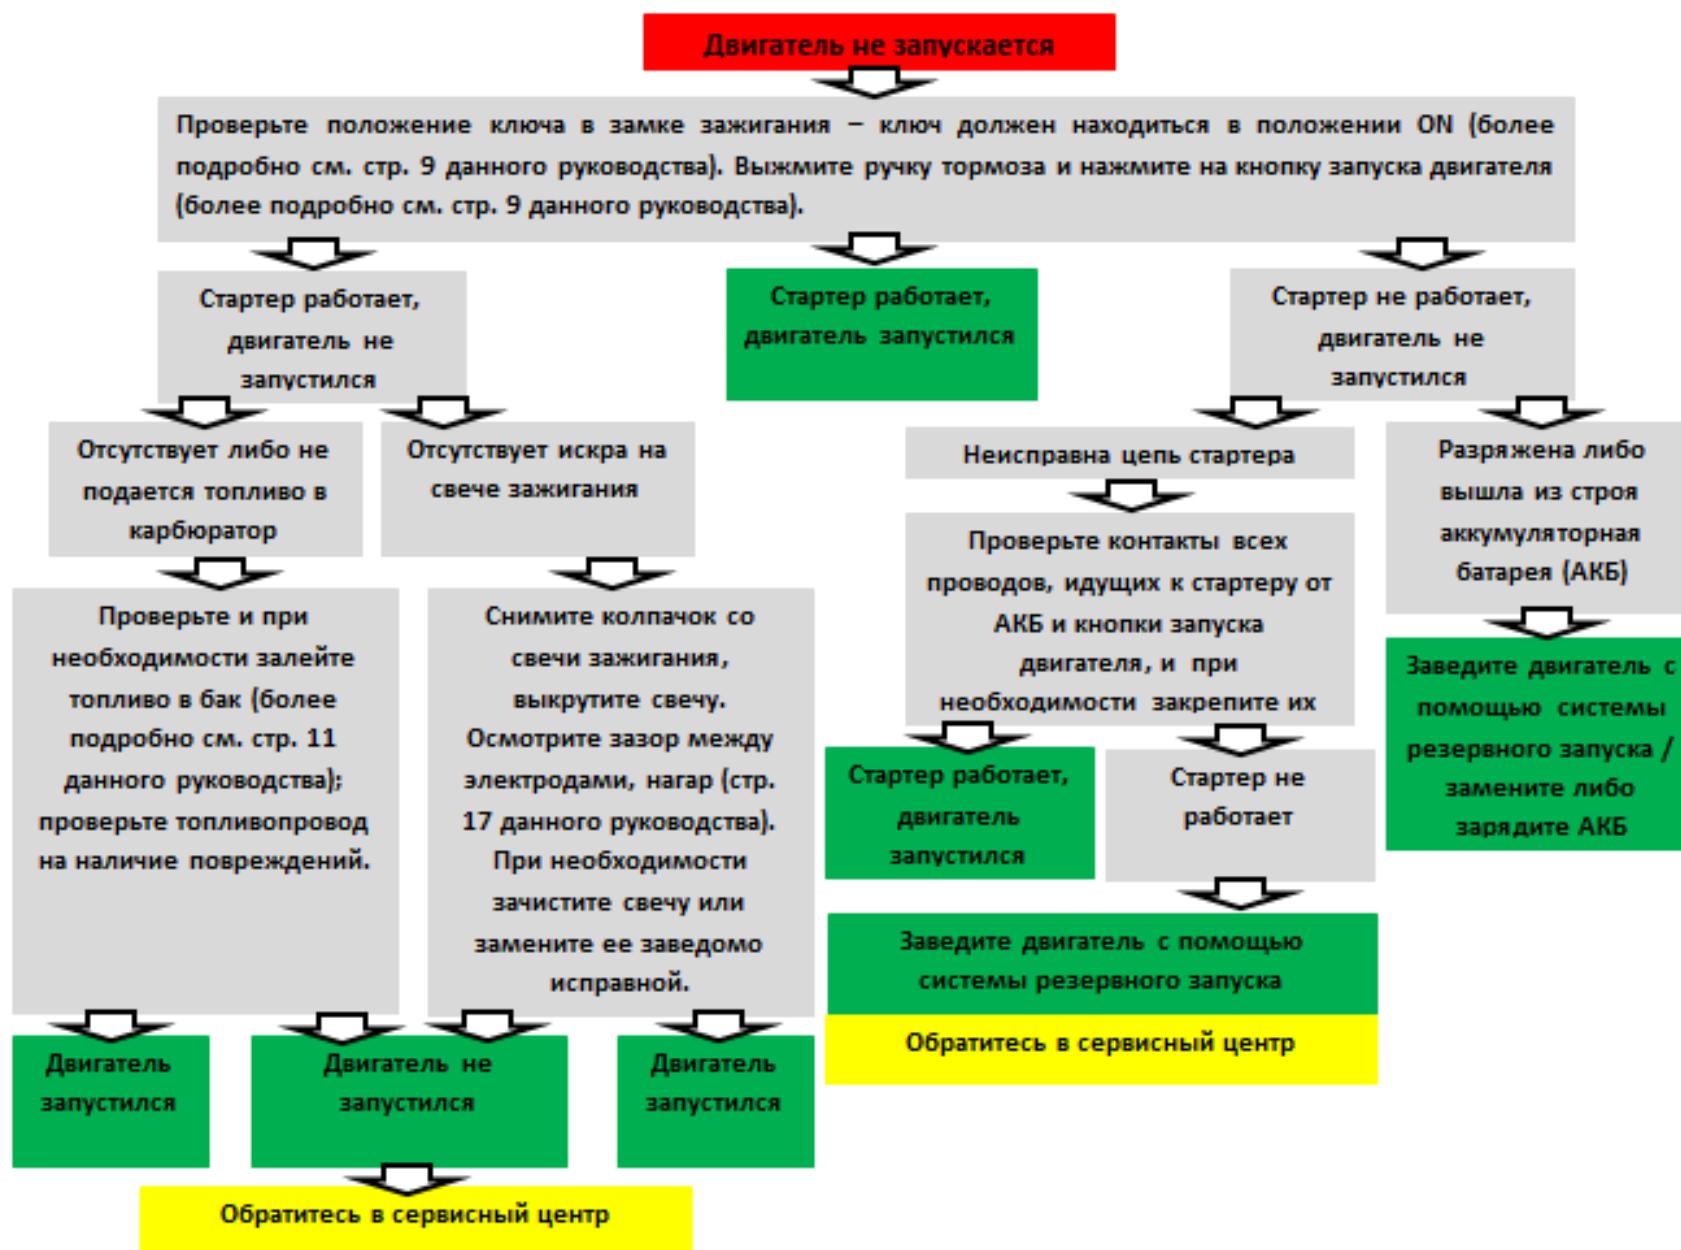 Двигатель не запускается
Проверьте положение ключа в замке зажигания – ключ должен находиться в положении ON (более
подробно см. стр. 9 данного руководства). Выжмите ручку тормоза и нажмите на кнопку запуска двигателя
(более подробно см. стр. 9 данного руководства).
Стартер работает,
двигатель не
запустился
Стартер работает,
двигатель запустился
Стартер не работает,
двигатель не
запустился
Отсутствует либо не
подается топливо в
карбюратор
Отсутствует искра на
свече зажигания
Неисправна цепь стартера
Разряжена либо
вышла из строя
аккумуляторная
батарея (АКБ)
Проверьте и при
необходимости залейте
топливо в бак (более
подробно см. стр. 11
данного руководства);
проверьте топливопровод
на наличие повреждений.
Снимите колпачок со
свечи зажигания,
выкрутите свечу.
Осмотрите зазор между
электродами, нагар (стр.
17 данного руководства).
При необходимости
зачистите свечу или
замените ее заведомо
исправной.
Проверьте контакты всех
проводов, идущих к стартеру от
АКБ и кнопки запуска
двигателя, и при
необходимости закрепите их
Заведите двигатель с
помощью системы
резервного запуска /
замените либо
зарядите АКБ
Стартер работает,
двигатель
запустился
Стартер не
работает
Заведите двигатель с помощью
системы резервного запуска
Обратитесь в сервисный центр
Двигатель
запустился
Двигатель не
запустился
Двигатель
запустился
Обратитесь в сервисный центр